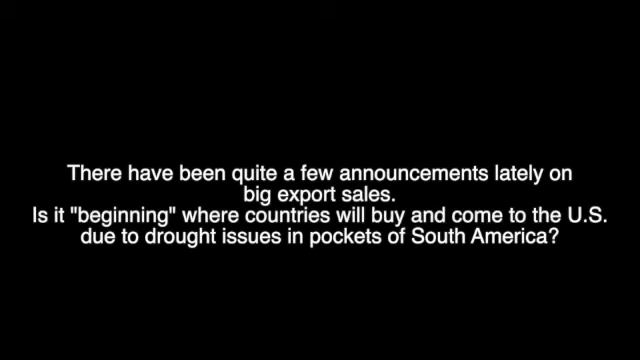 There have been quite a few announcements lately on
big export sales.
Is it "beginning" where countries will buy and come to the U.S.
due to drought issues in pockets of South America?